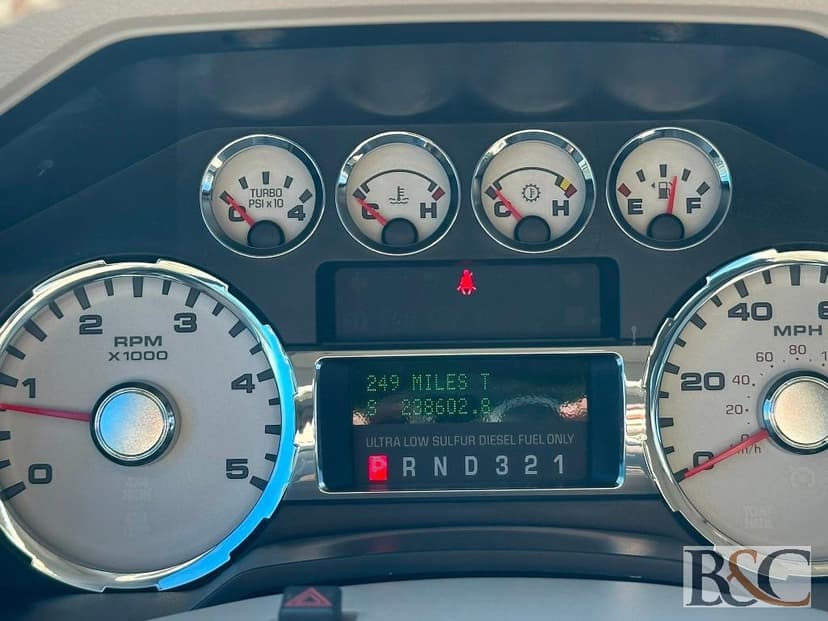 TURBO
PSI x 10
0 4
C H
C H
E F
RPM
X1000
0 1 2 3 4 5
249 MILES T
S 238602.8
ULTRA LOW SULFUR DIESEL FUEL ONLY
P R N D 3 2 1
40
MPH
60 80
20 40
20
0 km/h
B&C